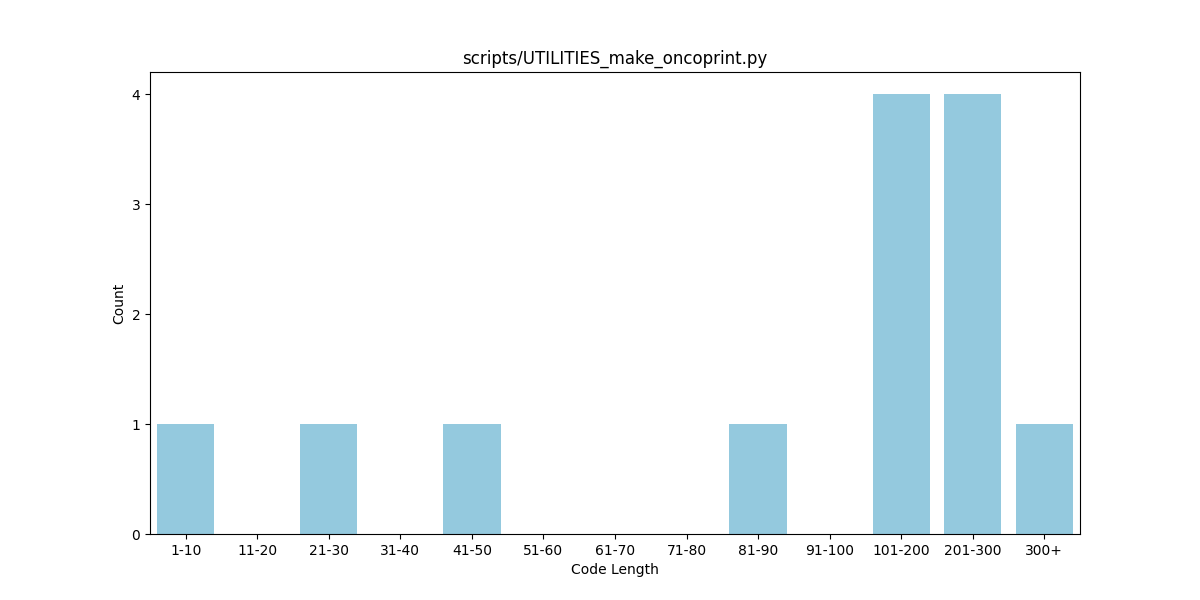 scripts/UTILITIES_make_oncoprint.py
4
3
2
1
0
Count
1-10 11-20 21-30 31-40 41-50 51-60 61-70 71-80 81-90 91-100 101-200 201-300 300+
Code Length